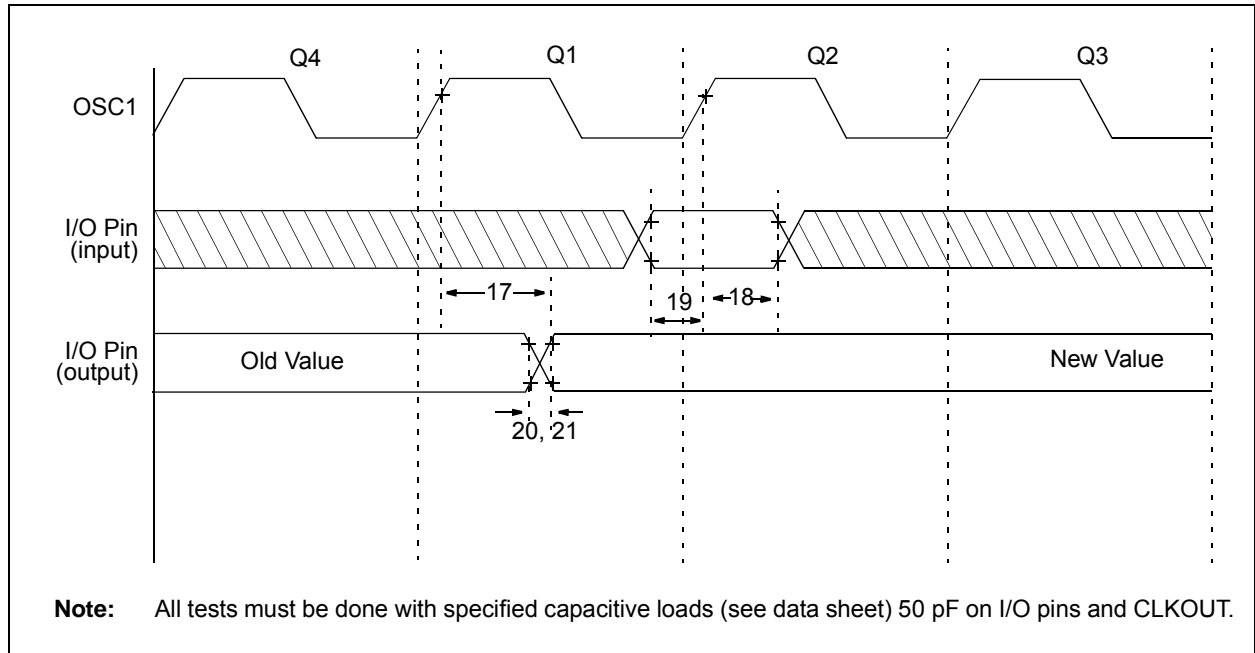 Q4 Q1 Q2 Q3
OSC1
I/O Pin
(input)
17
19
18
I/O Pin
(output)
Old Value
New Value
20, 21
Note: All tests must be done with specified capacitive loads (see data sheet) 50 pF on I/O pins and CLKOUT.